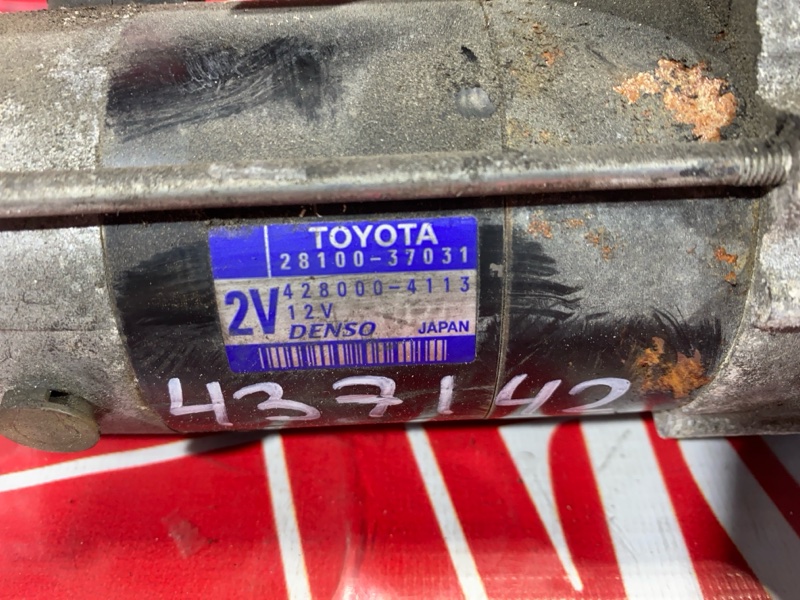 TOYOTA
28100-37031
2V
428000-4113
12V
DENSO JAPAN
437142